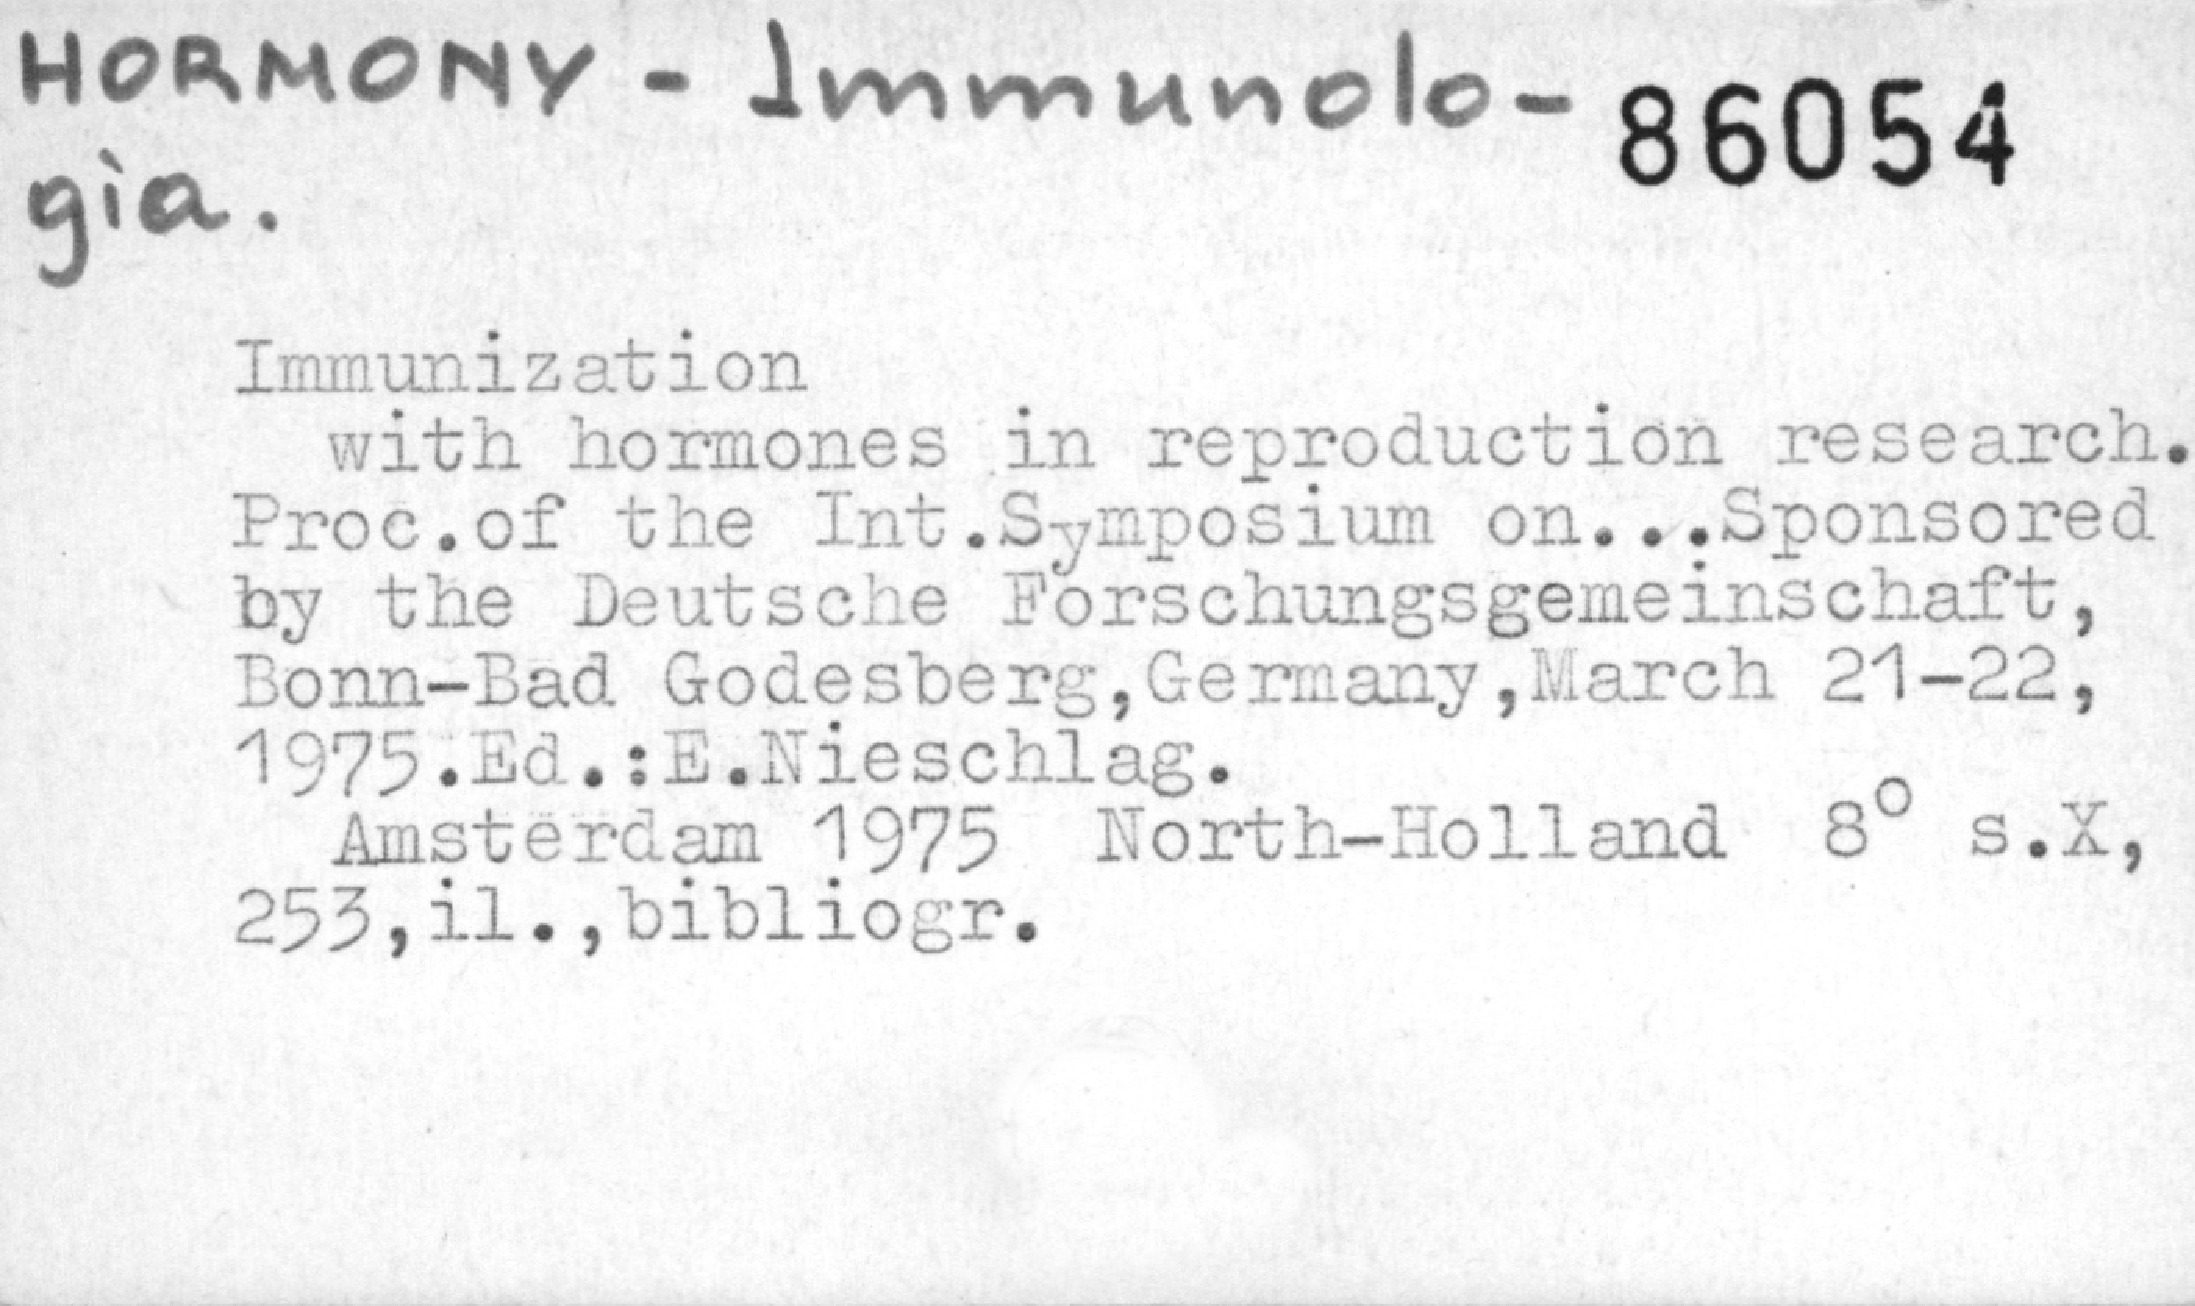 HORMONY - Immunolo- 86054
gia.
Immunization
with hormones in reproduction research.
Proc.of the Int.Symposium on...Sponsored
by the Deutsche Forschungsgemeinschaft,
Bonn-Bad Godesberg,Germany,March 21-22,
1975.Ed.:E.Nieschlag.
Amsterdam 1975 North-Holland 8° s.X,
253,il.,bibliogr.